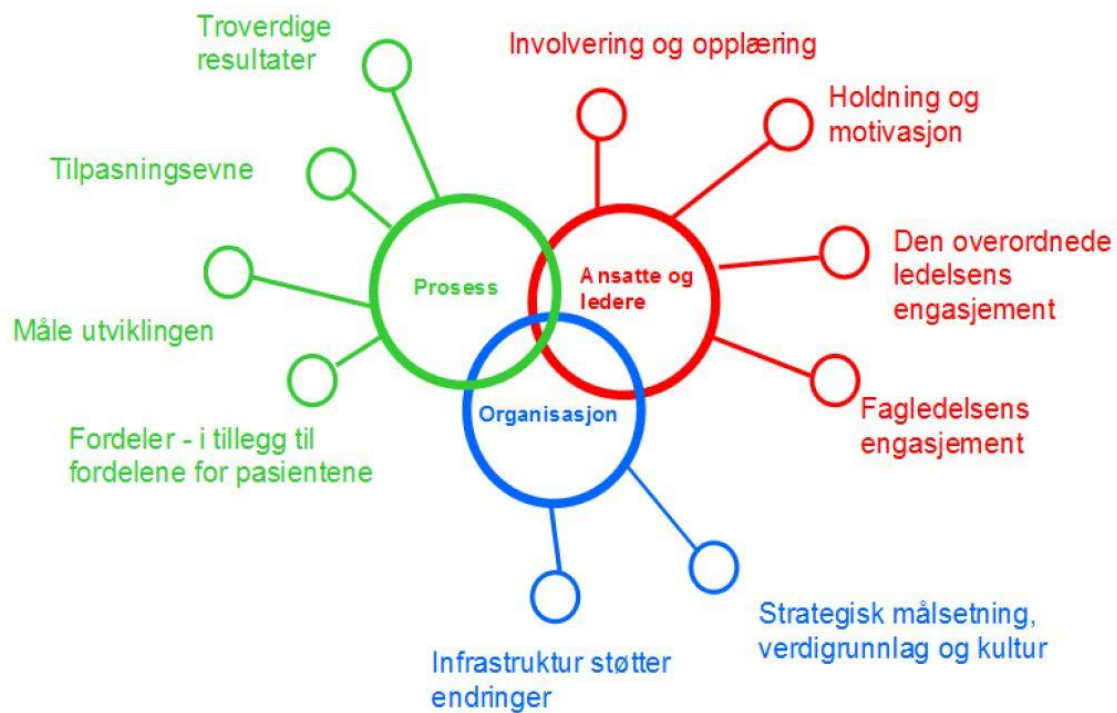 Troverdige
resultater
Involvering og opplæring
Holdning og
motivasjon
Tilpasningsevne
Den overordnede
ledelsens
engasjement
Prosess
Ansatte og
ledere
Måle utviklingen
Fagledelsens
engasjement
Organisasjon
Fordeler - i tillegg til
fordelene for pasientene
Strategisk målsetning,
verdigrunnlag og kultur
Infrastruktur støtter
endringer